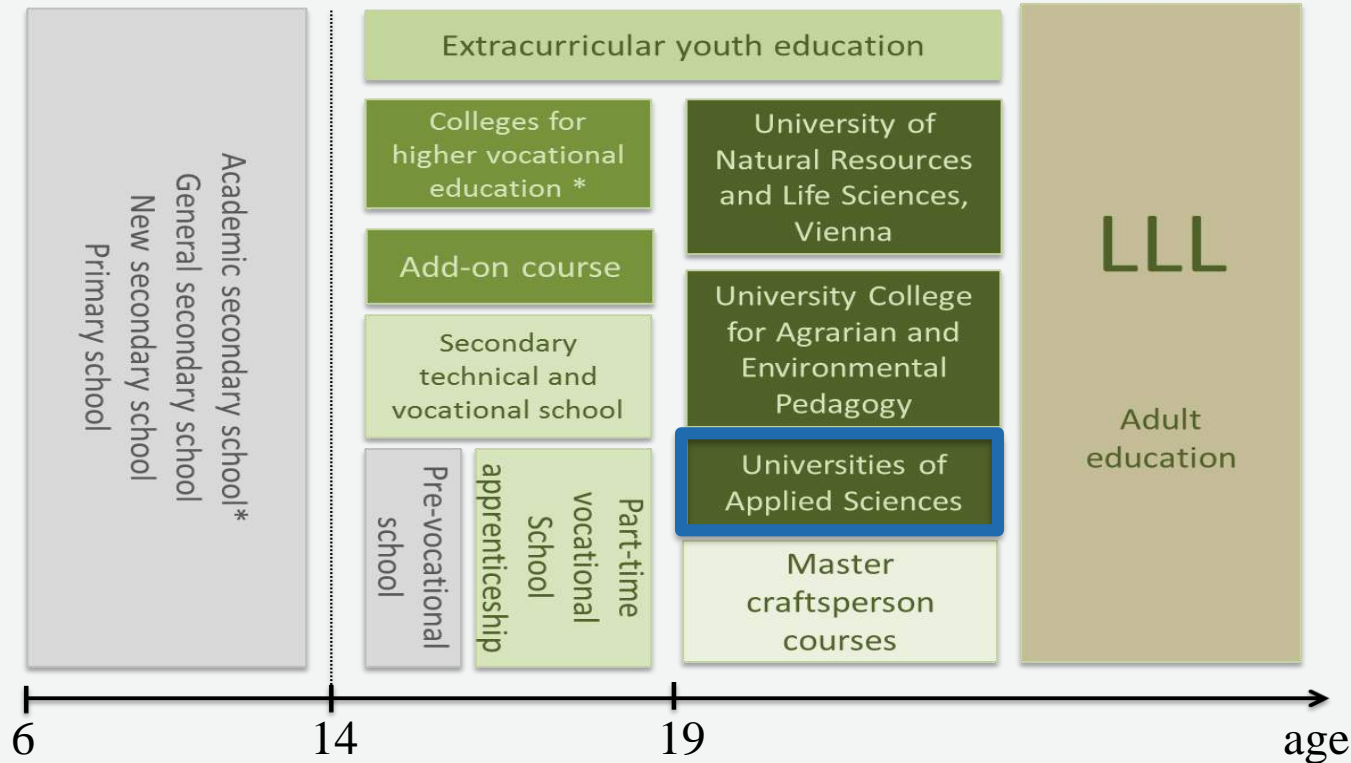 Academic secondary school*
General secondary school
New secondary school
Primary school
Extracurricular youth education
Colleges for
higher vocational
education *
Add-on course
Secondary
technical and
vocational school
Pre-vocational
school
Part-time
vocational
School
apprenticeship
University of
Natural Resources
and Life Sciences,
Vienna
University College
for Agrarian and
Environmental
Pedagogy
Universities of
Applied Sciences
Master
craftsperson
courses
LLL
Adult
education
6
14
19
age